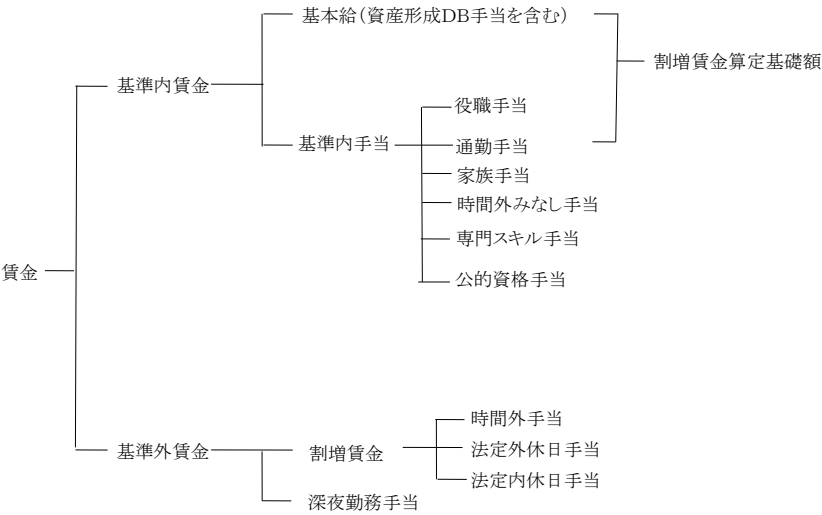 基本給（資産形成DB手当を含む）
割増賃金算定基礎額
基準内賃金
役職手当
基準内手当
通勤手当
家族手当
時間外みなし手当
専門スキル手当
賃金
公的資格手当
時間外手当
基準外賃金
割増賃金
法定外休日手当
法定内休日手当
深夜勤務手当